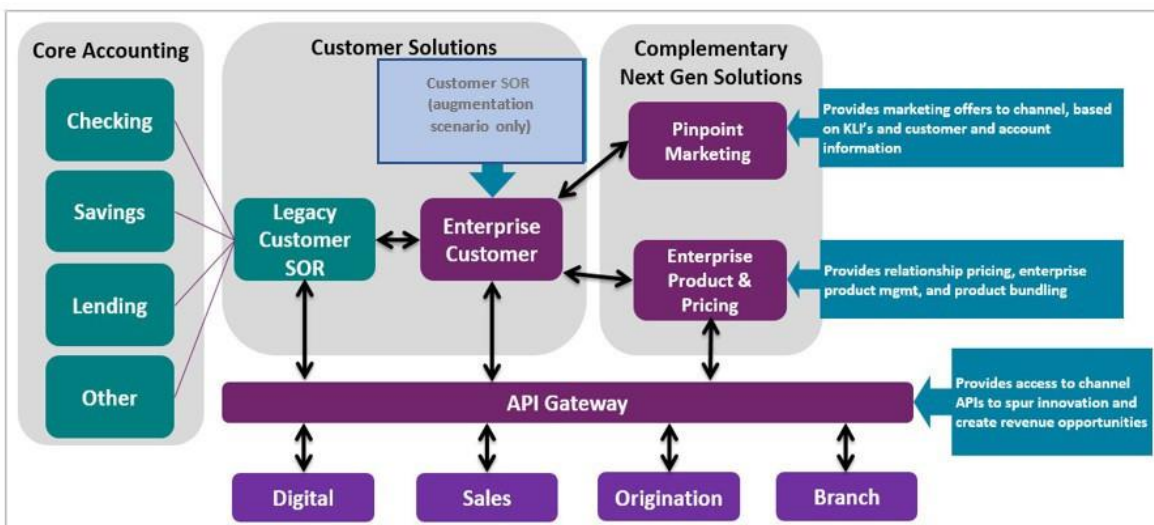 Core Accounting
Checking
Savings
Lending
Other
Customer Solutions
Customer SOR
(augmentation
scenario only)
Legacy
Customer
SOR
Enterprise
Customer
Complementary
Next Gen Solutions
Pinpoint
Marketing
Enterprise
Product &
Pricing
Provides marketing offers to channel, based
on KLI's and customer and account
information
Provides relationship pricing, enterprise
product mgmt, and product bundling
Provides access to channel
APIs to spur innovation and
create revenue opportunities
API Gateway
Digital
Sales
Origination
Branch